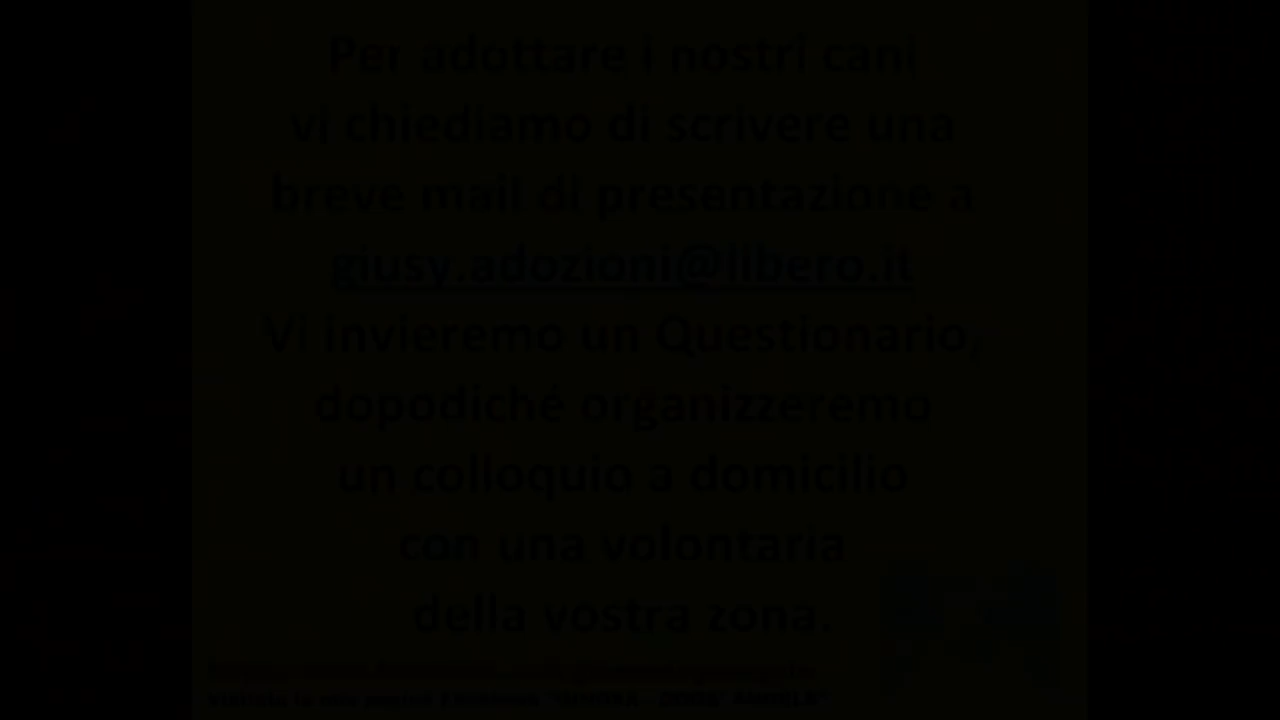 Per adottare i nostri cani
vi chiediamo di scrivere una
breve mail di presentazione a
giusy.adozioni@libero.it
Vi invieremo un Questionario,
dopodiché organizzeremo
un colloquio a domicilio
con una volontaria
della vostra zona.